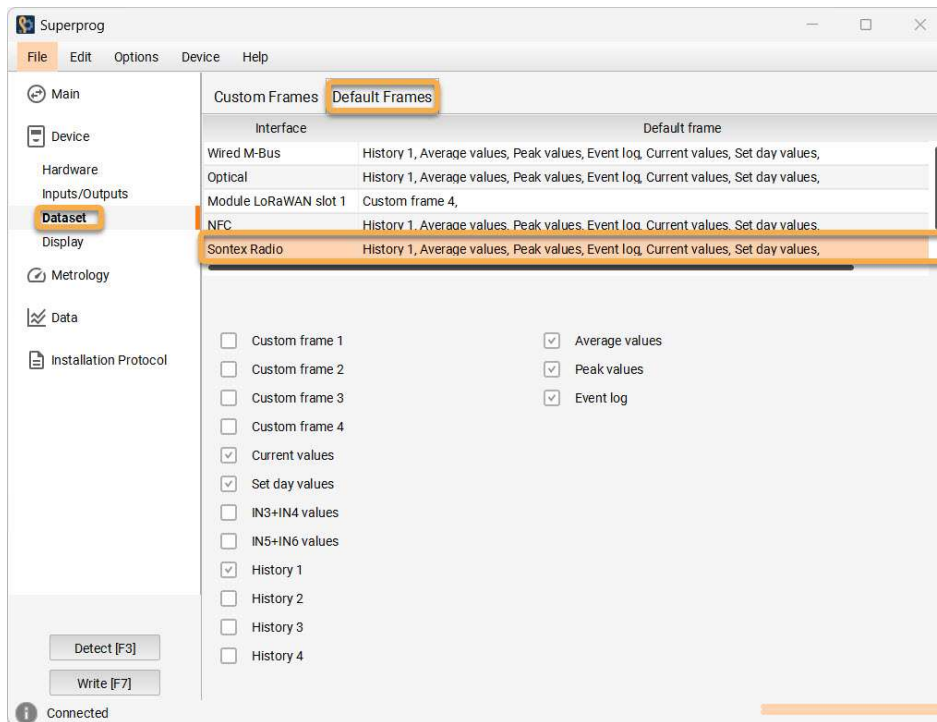 Superprog
File Edit Options Device Help
Main
Device
Hardware
Inputs/Outputs
Dataset
Display
Metrology
Data
Installation Protocol
Detect [F3]
Write [F7]
Connected
Custom Frames Default Frames
Interface Default frame
Wired M-Bus History 1, Average values, Peak values, Event log, Current values, Set day values,
Optical History 1, Average values, Peak values, Event log, Current values, Set day values,
Module LoRaWAN slot 1 Custom frame 4,
NFC History 1, Average values, Peak values, Event log, Current values, Set day values,
Sontex Radio History 1, Average values, Peak values, Event log, Current values, Set day values,
Custom frame 1
Custom frame 2
Custom frame 3
Custom frame 4
Current values
Set day values
IN3+IN4 values
IN5+IN6 values
History 1
History 2
History 3
History 4
Average values
Peak values
Event log